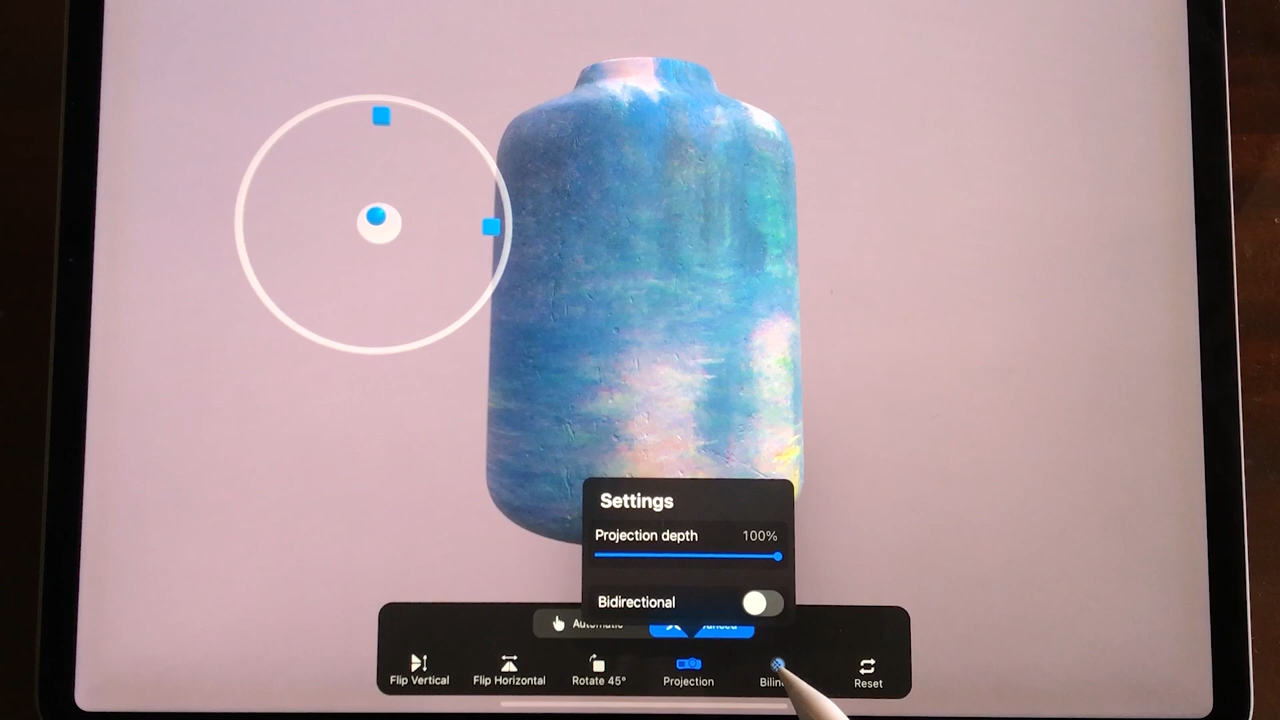 Settings
Projection depth 100%
Bidirectional
Automatic
Flip Vertical Flip Horizontal Rotate 45° Projection Reset